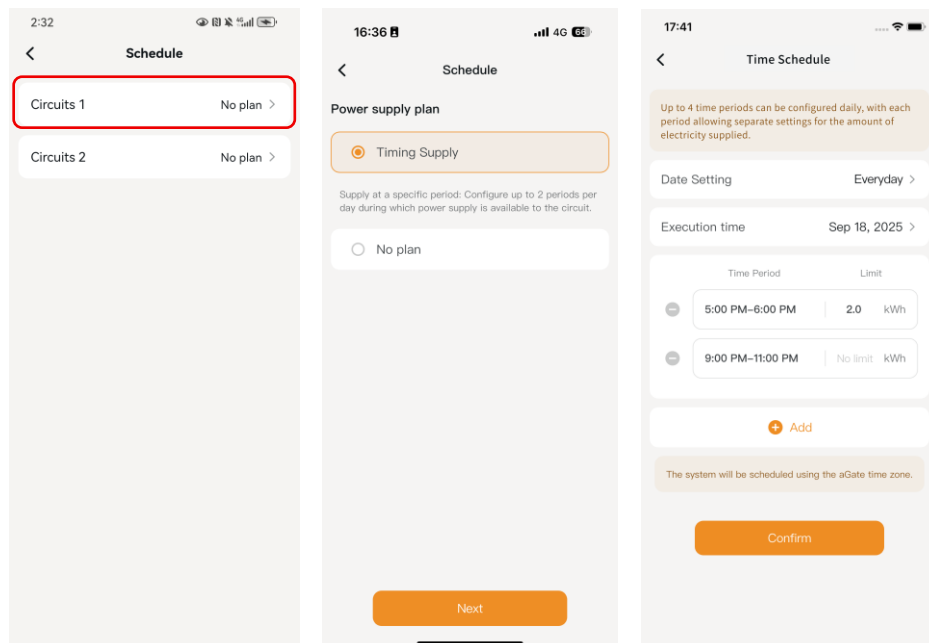 2:32
Schedule
Circuits 1 No plan >
Circuits 2 No plan >
16:36 4G 66
Schedule
Power supply plan
Timing Supply
Supply at a specific period: Configure up to 2 periods per
day during which power supply is available to the circuit.
No plan
Next
17:41
Time Schedule
Up to 4 time periods can be configured daily, with each
period allowing separate settings for the amount of
electricity supplied.
Date Setting Everyday >
Execution time Sep 18, 2025 >
Time Period Limit
5:00 PM–6:00 PM 2.0 kWh
9:00 PM–11:00 PM No limit kWh
Add
The system will be scheduled using the aGate time zone.
Confirm